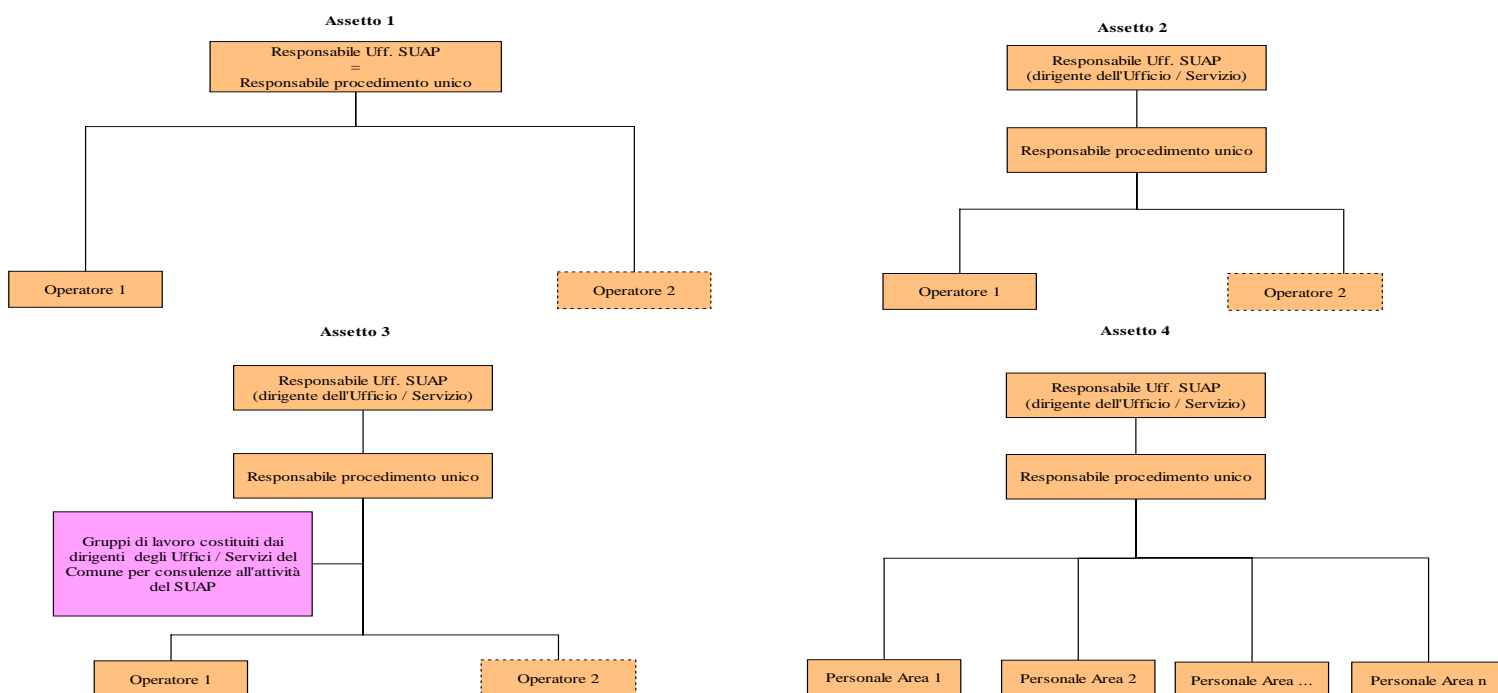 Assetto 1
Responsabile Uff. SUAP
=
Responsabile procedimento unico
Operatore 1
Operatore 2
Assetto 2
Responsabile Uff. SUAP
(dirigente dell'Ufficio / Servizio)
Responsabile procedimento unico
Operatore 1
Operatore 2
Assetto 3
Responsabile Uff. SUAP
(dirigente dell'Ufficio / Servizio)
Responsabile procedimento unico
Gruppi di lavoro costituiti dai
dirigenti degli Uffici / Servizi del
Comune per consulenze all'attività
del SUAP
Operatore 1
Operatore 2
Assetto 4
Responsabile Uff. SUAP
(dirigente dell'Ufficio / Servizio)
Responsabile procedimento unico
Personale Area 1
Personale Area 2
Personale Area …
Personale Area n